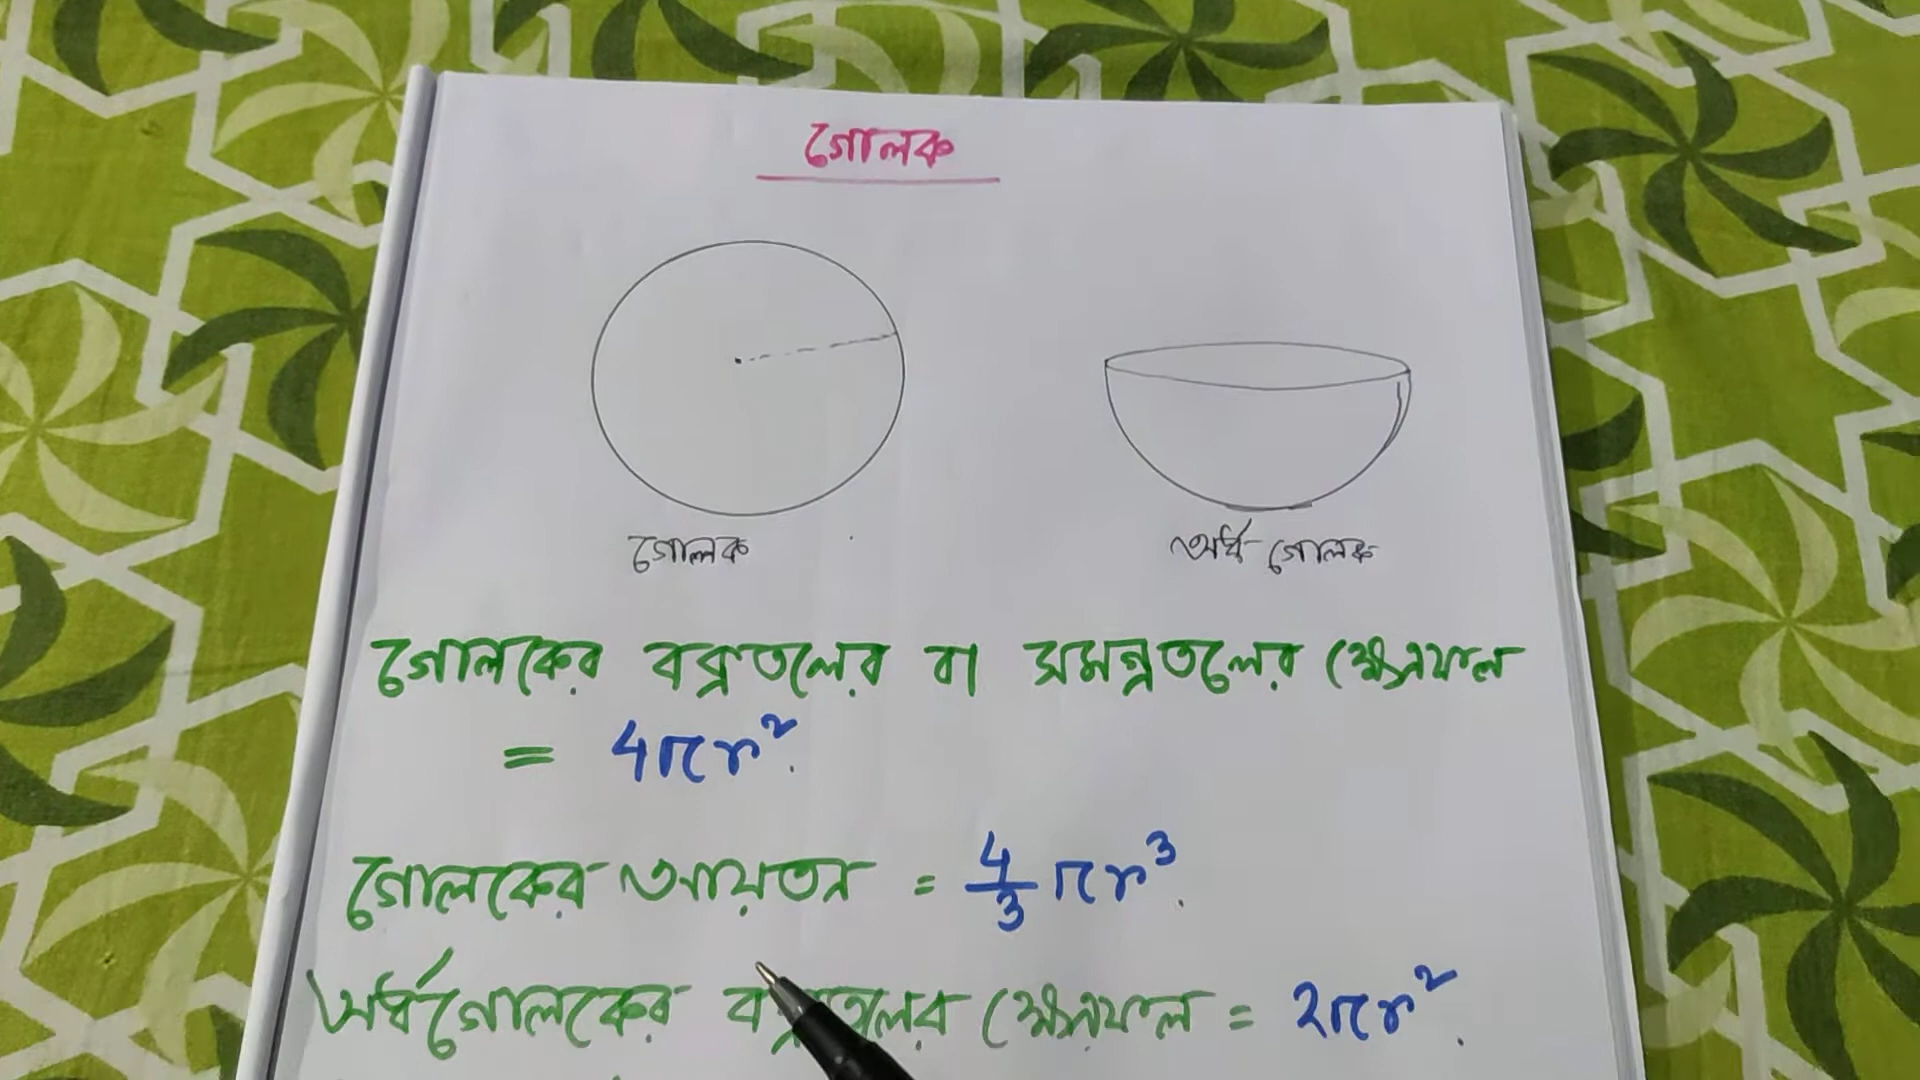 গোলক
গোলক
অর্ধ গোলক
গোলকের বক্রতলের বা সমগ্রতলের ক্ষেত্রফল
= 4πr²
গোলকের আয়তন = 4/3 πr³.
অর্ধগোলকের বক্রতলের ক্ষেত্রফল = 2πr².